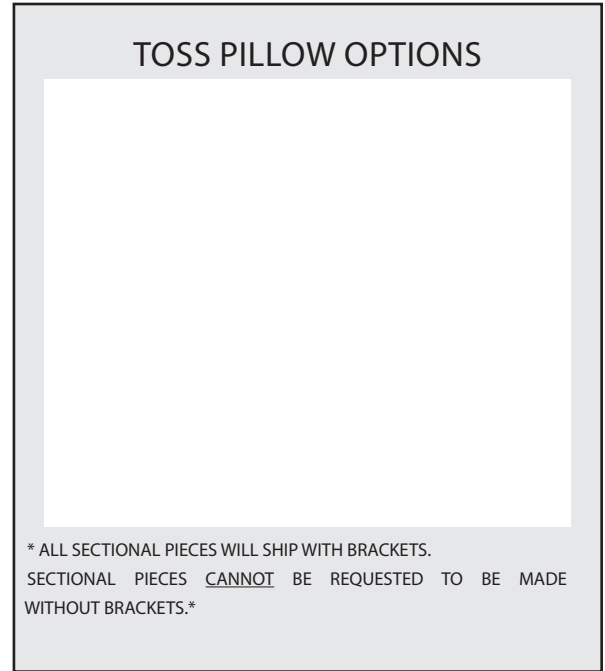 TOSS PILLOW OPTIONS
* ALL SECTIONAL PIECES WILL SHIP WITH BRACKETS.
SECTIONAL PIECES CANNOT BE REQUESTED TO BE MADE
WITHOUT BRACKETS.*